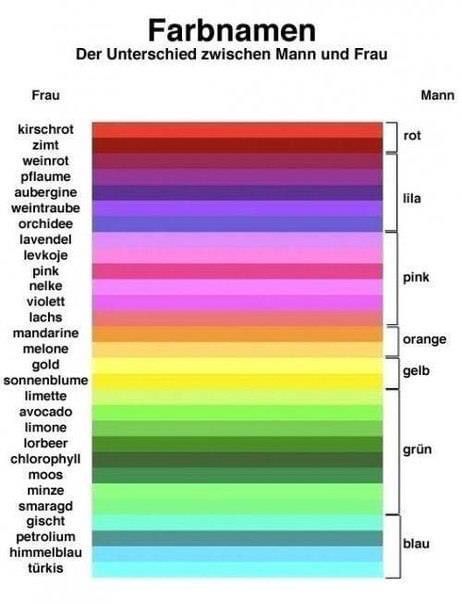 Farbnamen
Der Unterschied zwischen Mann und Frau
Frau
Mann
kirschrot
zimt
rot
weinrot
pflaume
aubergine
weintraube
orchidee
lila
lavendel
levkoje
pink
nelke
violett
lachs
pink
mandarine
melone
orange
gold
sonnenblume
gelb
limette
avocado
limone
lorbeer
chlorophyll
moos
minze
smaragd
grün
gischt
petrolium
himmelblau
türkis
blau